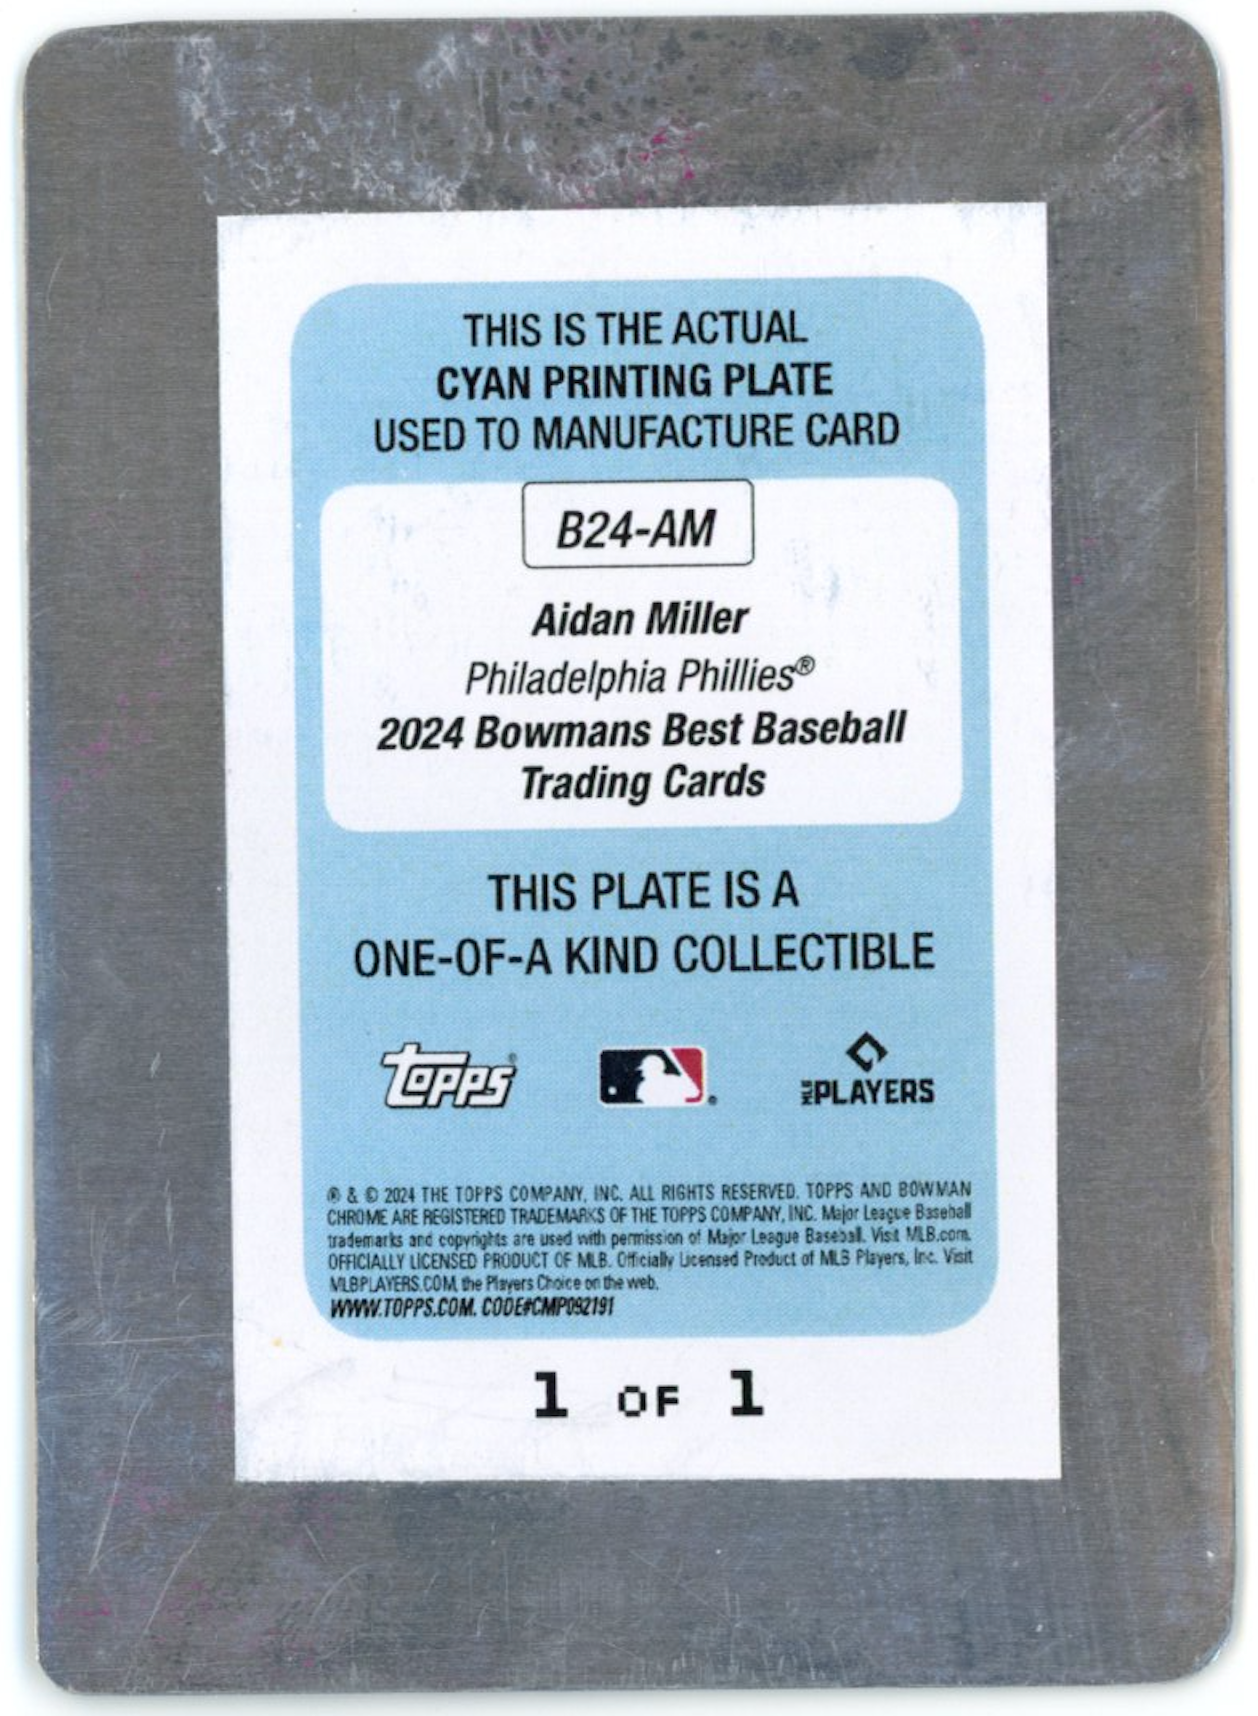 THIS IS THE ACTUAL
CYAN PRINTING PLATE
USED TO MANUFACTURE CARD
B24-AM
Aidan Miller
Philadelphia Phillies®
2024 Bowmans Best Baseball
Trading Cards
THIS PLATE IS A
ONE-OF-A KIND COLLECTIBLE
TOPPS®
MLB PLAYERS
® & © 2024 THE TOPPS COMPANY, INC. ALL RIGHTS RESERVED. TOPPS AND BOWMAN
CHROME ARE REGISTERED TRADEMARKS OF THE TOPPS COMPANY, INC. Major League Baseball
trademarks and copyrights are used with permission of Major League Baseball. Visit MLB.com.
OFFICIALLY LICENSED PRODUCT OF MLB. Officially Licensed Product of MLB Players, Inc. Visit
MLBPLAYERS.COM, the Players Choice on the web.
WWW.TOPPS.COM. CODE#CMP092191
1 OF 1